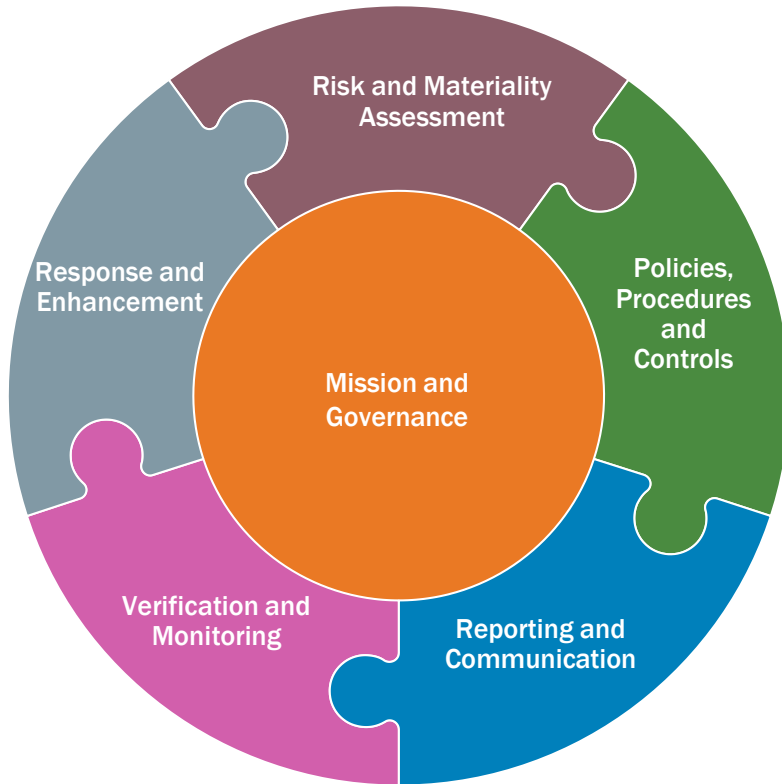 Risk and Materiality
Assessment
Policies,
Procedures
and
Controls
Reporting and
Communication
Verification and
Monitoring
Response and
Enhancement
Mission and
Governance